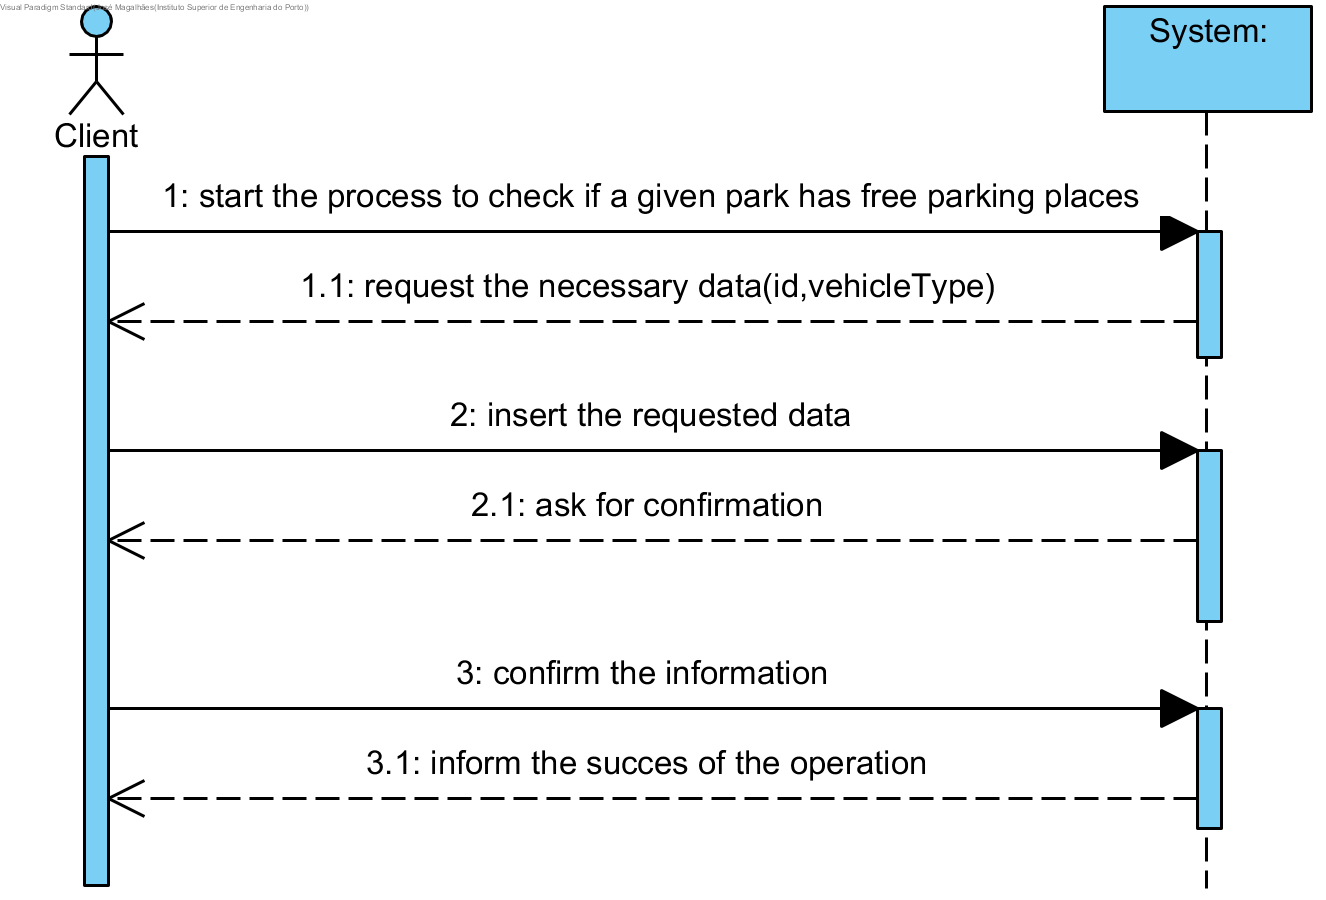 Visual Paradigm Standard José Magalhães(Instituto Superior de Engenharia do Porto))
System:
Client
1: start the process to check if a given park has free parking places
1.1: request the necessary data(id,vehicleType)
2: insert the requested data
2.1: ask for confirmation
3: confirm the information
3.1: inform the succes of the operation